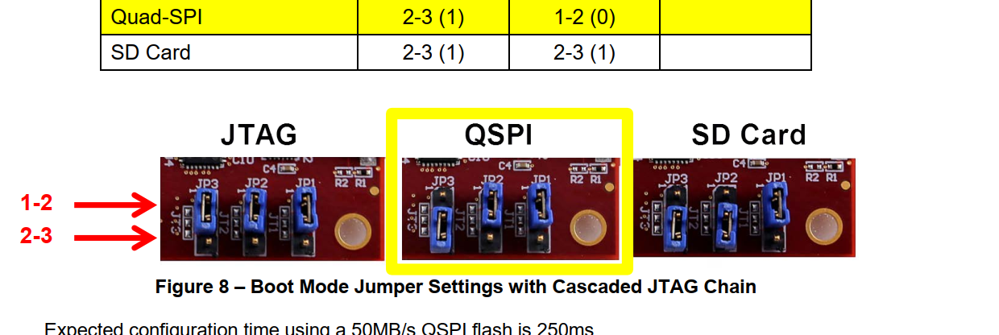 Quad-SPI 2-3 (1) 1-2 (0)
SD Card 2-3 (1) 2-3 (1)
JTAG QSPI SD Card
C4 R2 R1
JP3 JP2 JP1
C4 R2 R1
JP3 JP2 JP1
C4 R2 R1
JP3 JP2 JP1
1-2
2-3
Figure 8 – Boot Mode Jumper Settings with Cascaded JTAG Chain
Expected configuration time using a 50MB/s QSPI flash is 250ms